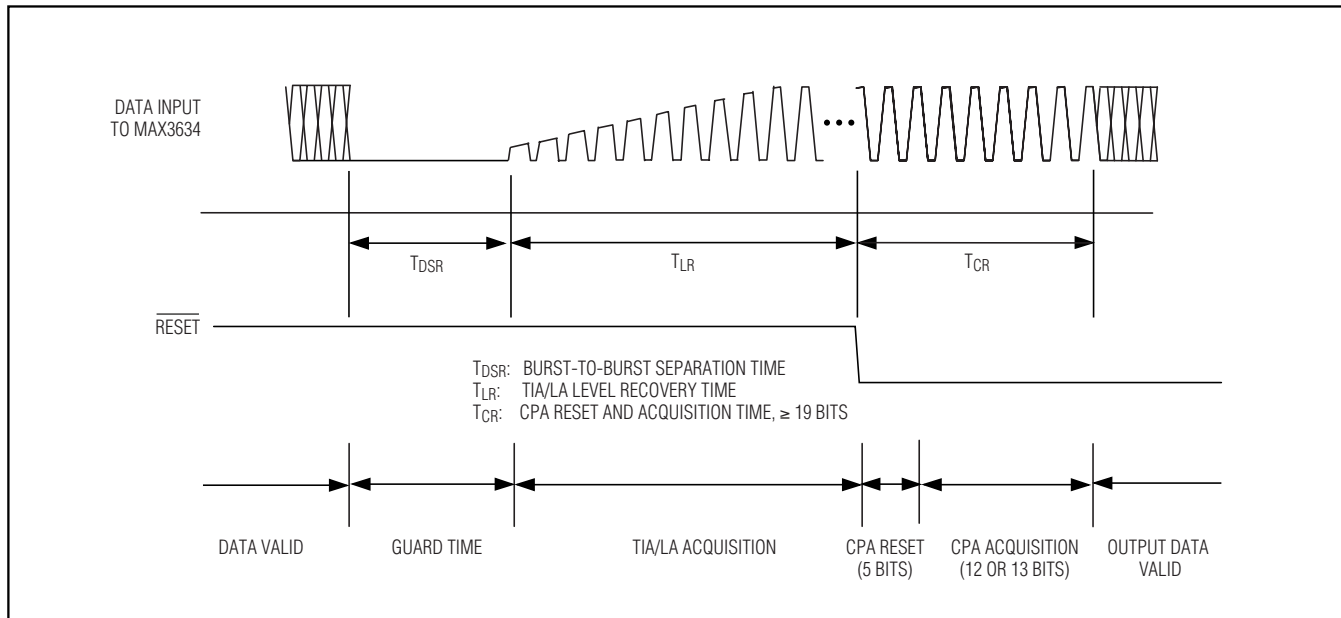 DATA INPUT
TO MAX3634
TDSR
TLR
TCR
RESET
TDSR: BURST-TO-BURST SEPARATION TIME
TLR: TIA/LA LEVEL RECOVERY TIME
TCR: CPA RESET AND ACQUISITION TIME, ≥ 19 BITS
DATA VALID
GUARD TIME
TIA/LA ACQUISITION
CPA RESET
(5 BITS)
CPA ACQUISITION
(12 OR 13 BITS)
OUTPUT DATA
VALID